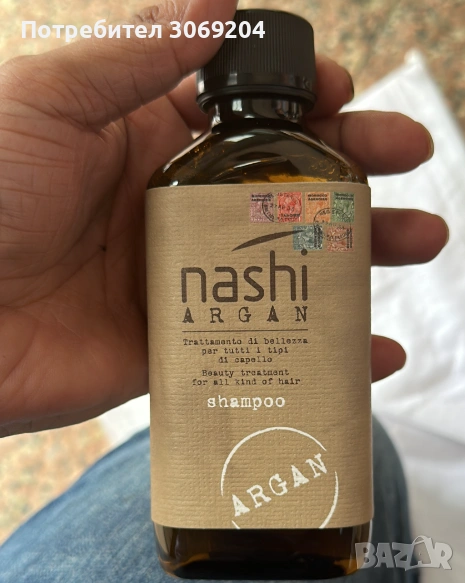 Потребител 3069204
nashi
ARGAN
Trattamento di bellezza
per tutti i tipi
di capello
Beauty treatment
for all kind of hair
shampoo
ARGAN
BAZAR